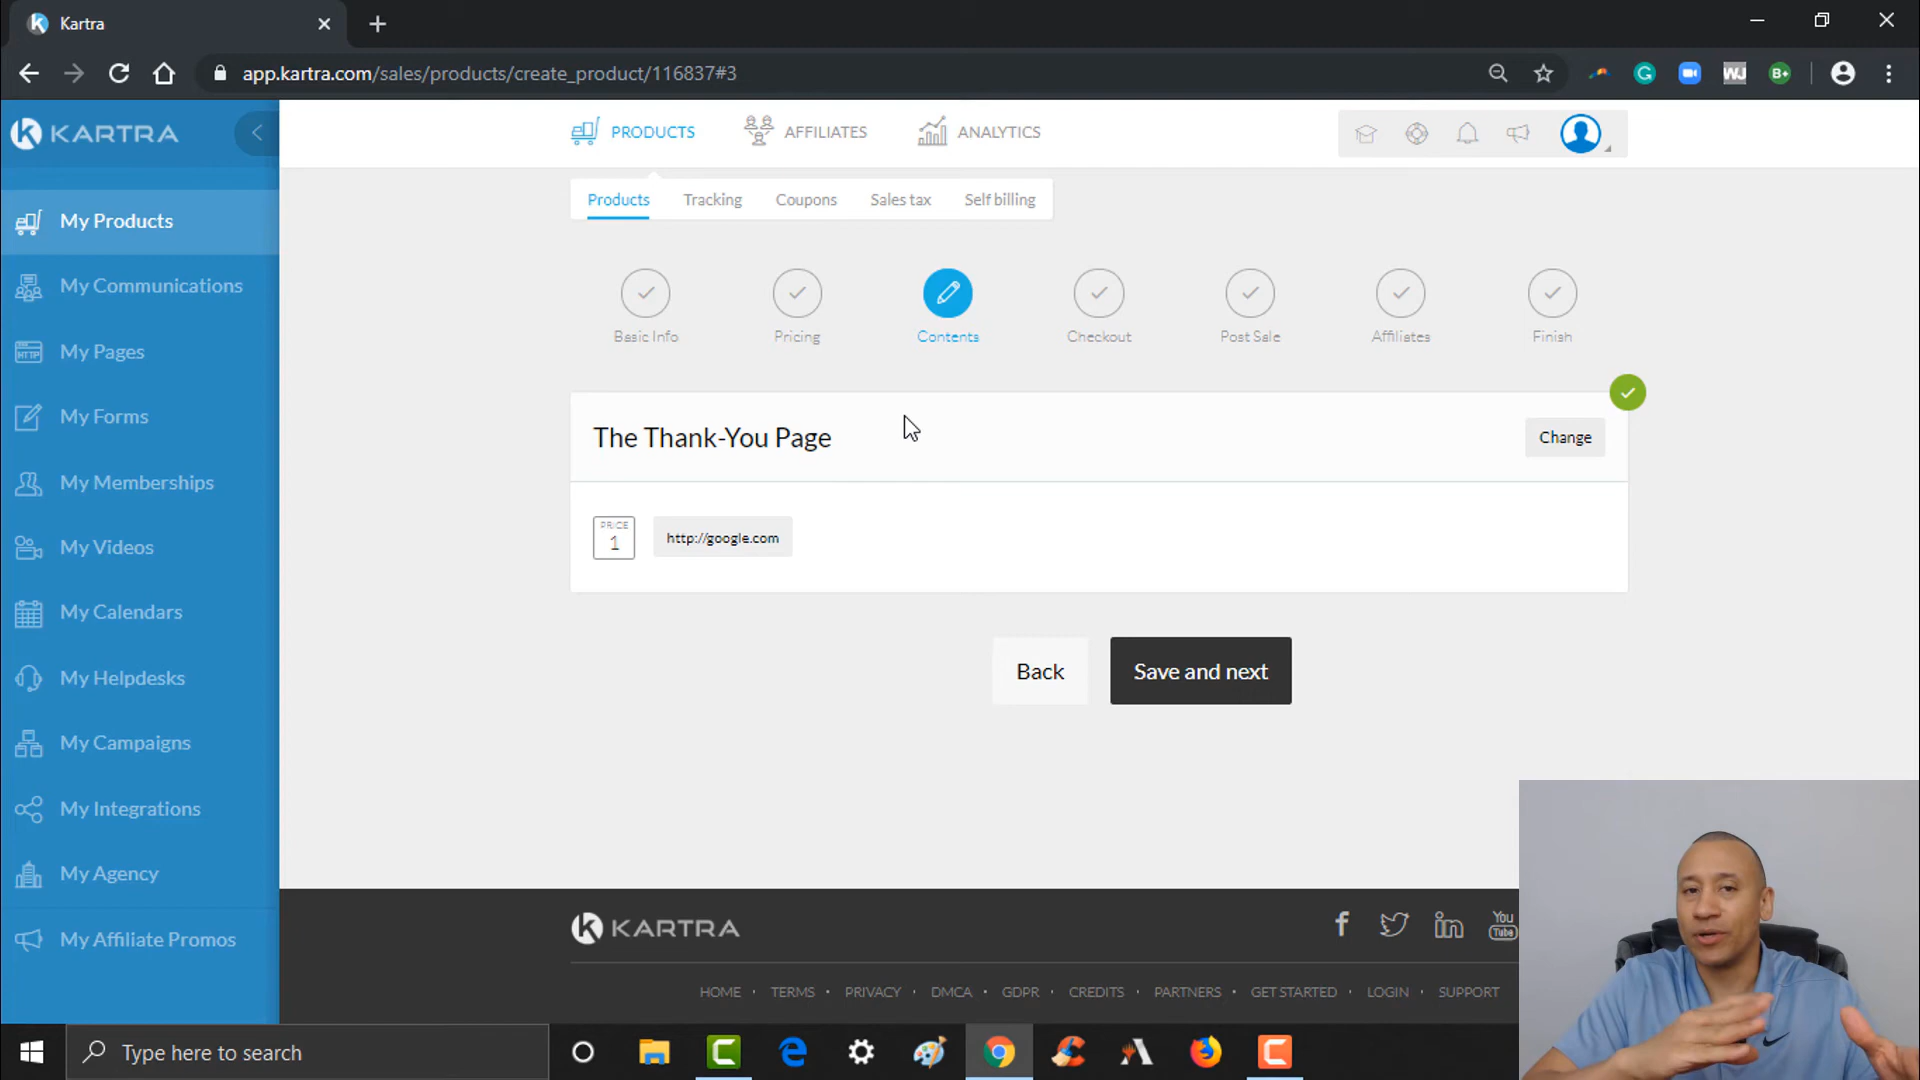 Kartra
app.kartra.com/sales/products/create_product/116837#3
KARTRA
PRODUCTS
AFFILIATES
ANALYTICS
Products
Tracking
Coupons
Sales tax
Self billing
My Products
My Communications
My Pages
My Forms
My Memberships
My Videos
My Calendars
My Helpdesks
My Campaigns
My Integrations
My Agency
My Affiliate Promos
HTTP
Basic Info
Pricing
Contents
Checkout
Post Sale
Affiliates
Finish
The Thank-You Page
Change
PRICE
1
http://google.com
Back
Save and next
KARTRA
You
Tube
HOME · TERMS · PRIVACY · DMCA · GDPR · CREDITS · PARTNERS · GET STARTED · LOGIN · SUPPORT
Type here to search